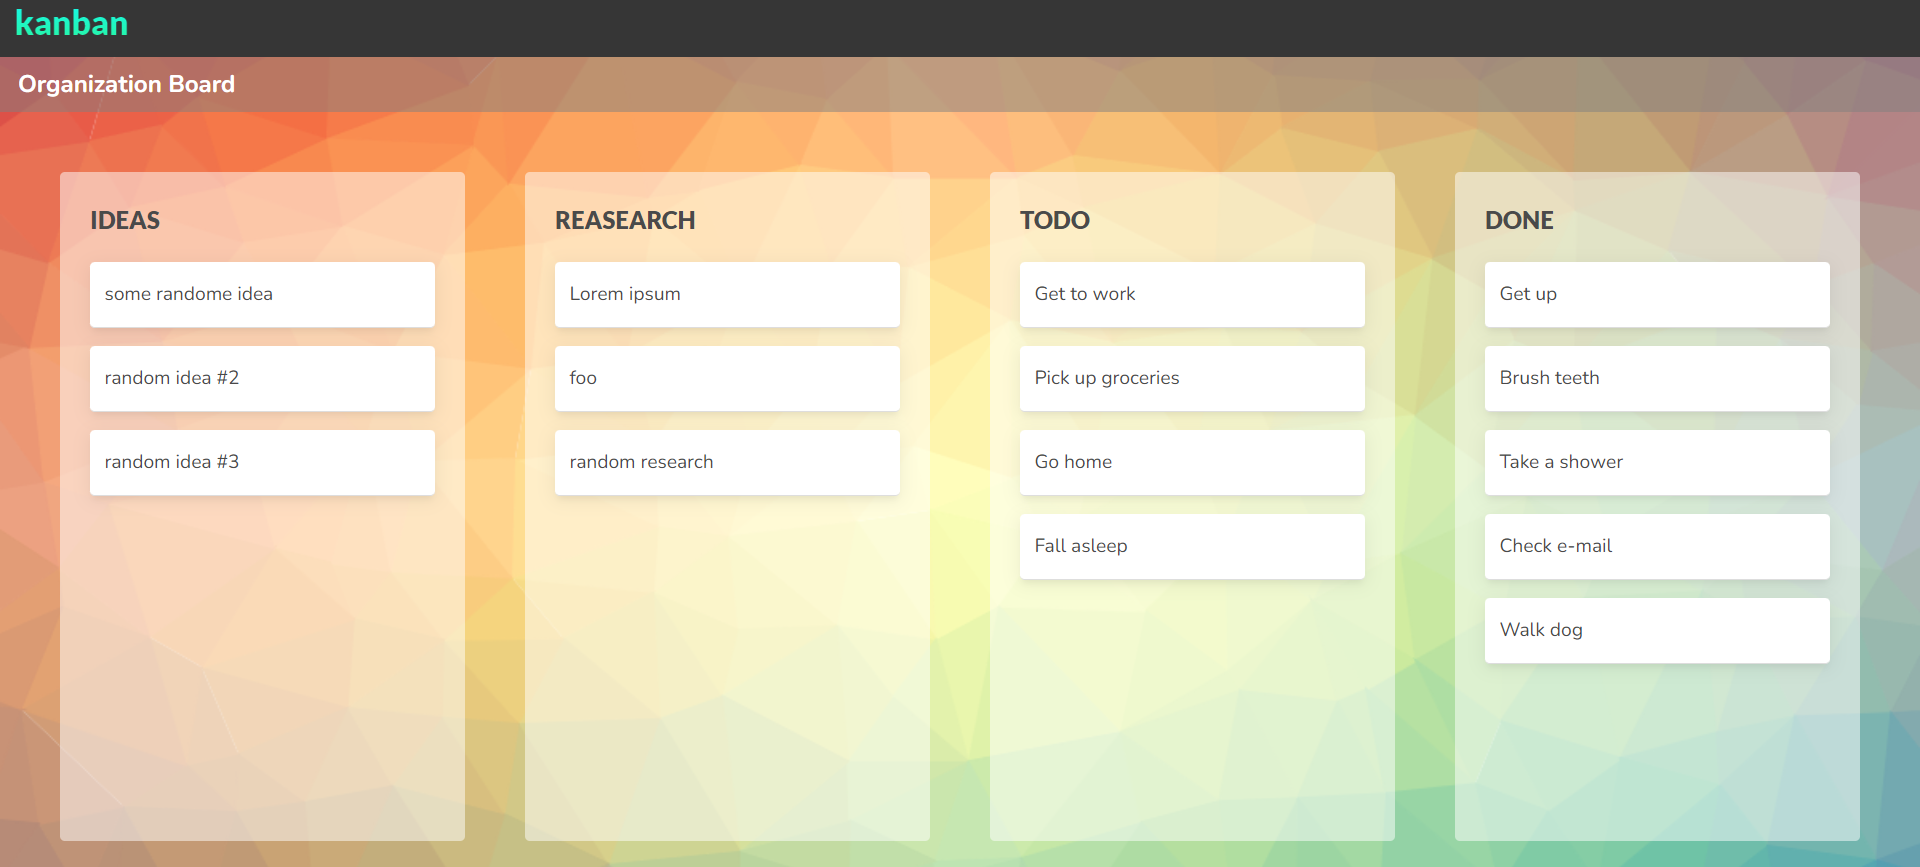 kanban
Organization Board
IDEAS
some randome idea
random idea #2
random idea #3
REASEARCH
Lorem ipsum
foo
random research
TODO
Get to work
Pick up groceries
Go home
Fall asleep
DONE
Get up
Brush teeth
Take a shower
Check e-mail
Walk dog